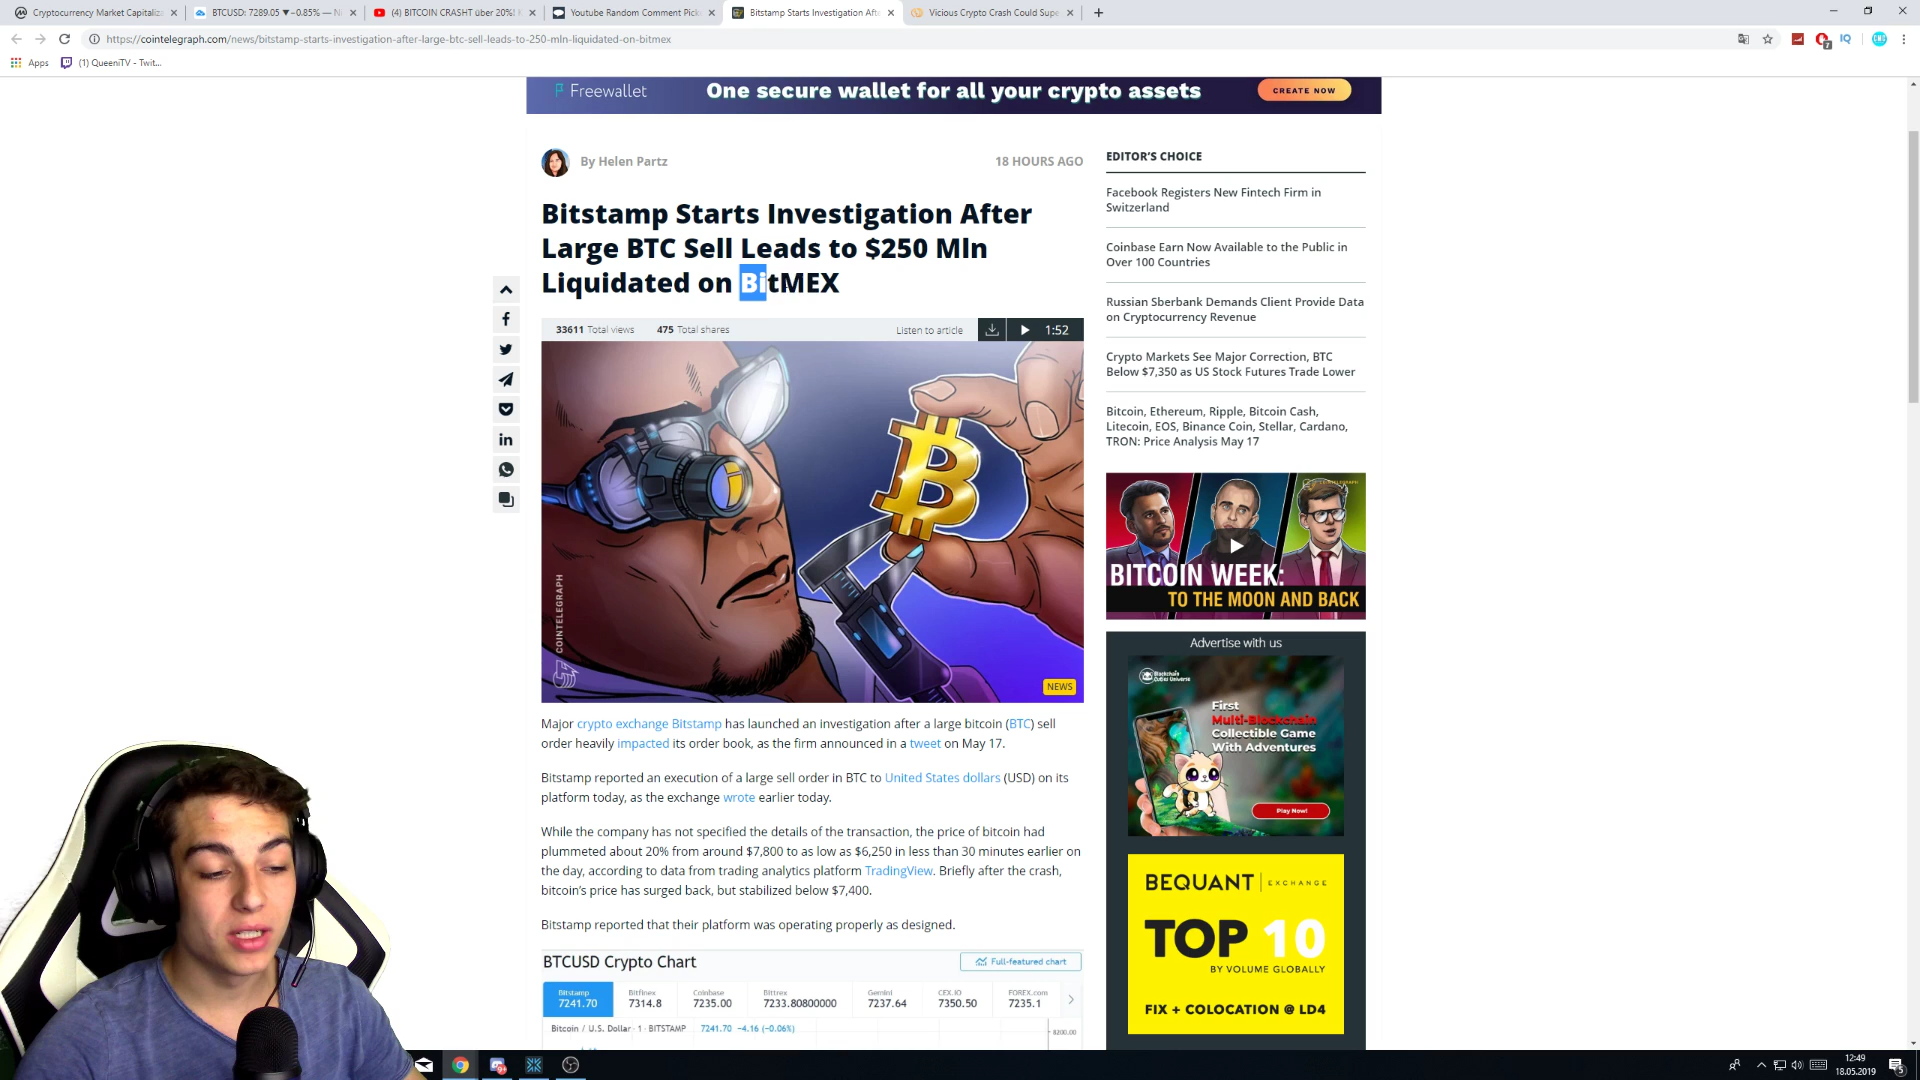 Cryptocurrency Market Capitaliz
BTCUSD: 7289.05 ▼−0.85% — N
(4) BITCOIN CRASHT über 20%!
Youtube Random Comment Pick
Bitstamp Starts Investigation Aft
Vicious Crypto Crash Could Supe
https://cointelegraph.com/news/bitstamp-starts-investigation-after-large-btc-sell-leads-to-250-mln-liquidated-on-bitmex
7
IQ
Apps
(1) QueeniTV - Twit...
Freewallet
One secure wallet for all your crypto assets
CREATE NOW
By Helen Partz
18 HOURS AGO
Bitstamp Starts Investigation After
Large BTC Sell Leads to $250 Mln
Liquidated on BitMEX
33611 Total views
475 Total shares
Listen to article
1:52
COINTELEGRAPH
NEWS
Major crypto exchange Bitstamp has launched an investigation after a large bitcoin (BTC) sell
order heavily impacted its order book, as the firm announced in a tweet on May 17.
Bitstamp reported an execution of a large sell order in BTC to United States dollars (USD) on its
platform today, as the exchange wrote earlier today.
While the company has not specified the details of the transaction, the price of bitcoin had
plummeted about 20% from around $7,800 to as low as $6,250 in less than 30 minutes earlier on
the day, according to data from trading analytics platform TradingView. Briefly after the crash,
bitcoin's price has surged back, but stabilized below $7,400.
Bitstamp reported that their platform was operating properly as designed.
BTCUSD Crypto Chart
Full-featured chart
Bitstamp
7241.70
Bitfinex
7314.8
Coinbase
7235.00
Bittrex
7233.80800000
Gemini
7237.64
CEX.IO
7350.50
FOREX.com
7235.1
Bitcoin / U.S. Dollar · 1 · BITSTAMP
7241.70 −4.16 (−0.06%)
8200.00
EDITOR'S CHOICE
Facebook Registers New Fintech Firm in
Switzerland
Coinbase Earn Now Available to the Public in
Over 100 Countries
Russian Sberbank Demands Client Provide Data
on Cryptocurrency Revenue
Crypto Markets See Major Correction, BTC
Below $7,350 as US Stock Futures Trade Lower
Bitcoin, Ethereum, Ripple, Bitcoin Cash,
Litecoin, EOS, Binance Coin, Stellar, Cardano,
TRON: Price Analysis May 17
BITCOIN WEEK:
TO THE MOON AND BACK
Advertise with us
Blockchain
Cuties Universe
First
Multi-Blockchain
Collectible Game
With Adventures
Play Now!
BEQUANT | EXCHANGE
TOP 10
BY VOLUME GLOBALLY
FIX + COLOCATION @ LD4
12:49
18.05.2019
5